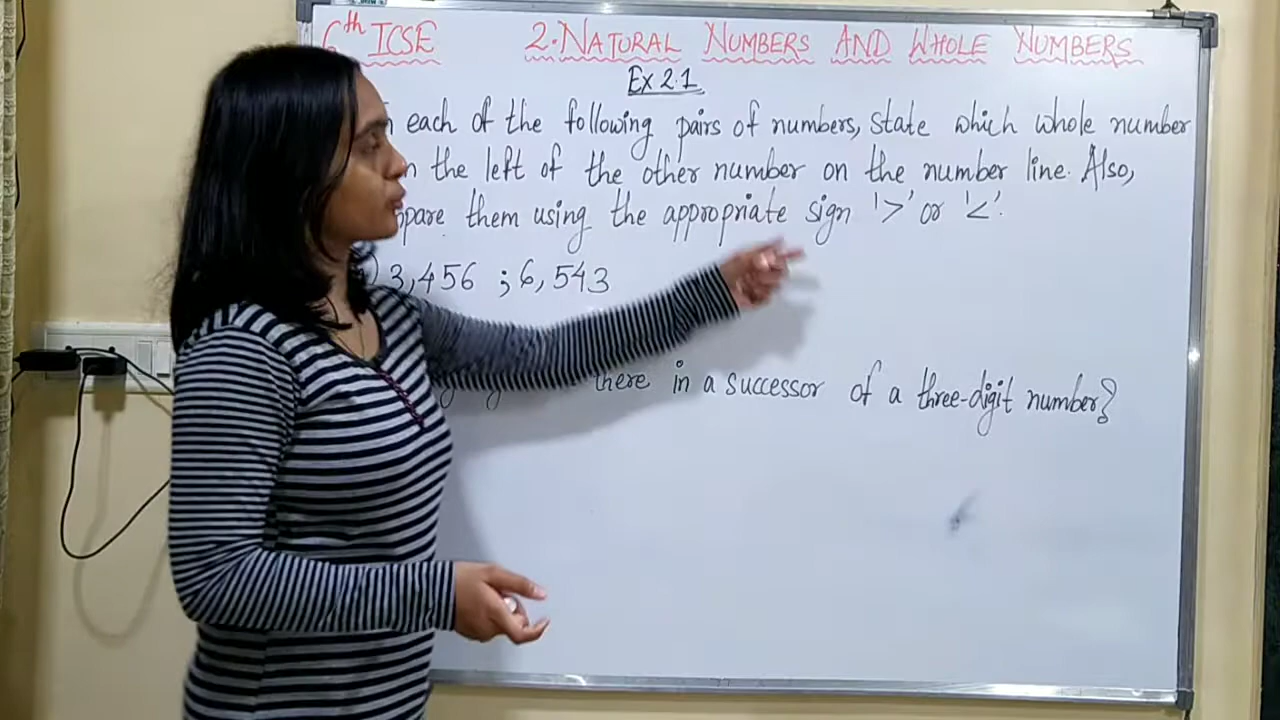 6th ICSE 2. NATURAL NUMBERS AND WHOLE NUMBERS
Ex 2.1
each of the following pairs of numbers, state which whole number
the left of the other number on the number line. Also,
them using the appropriate sign '>' or '<'.
3,456 ; 6,543
there in a successor of a three-digit number?